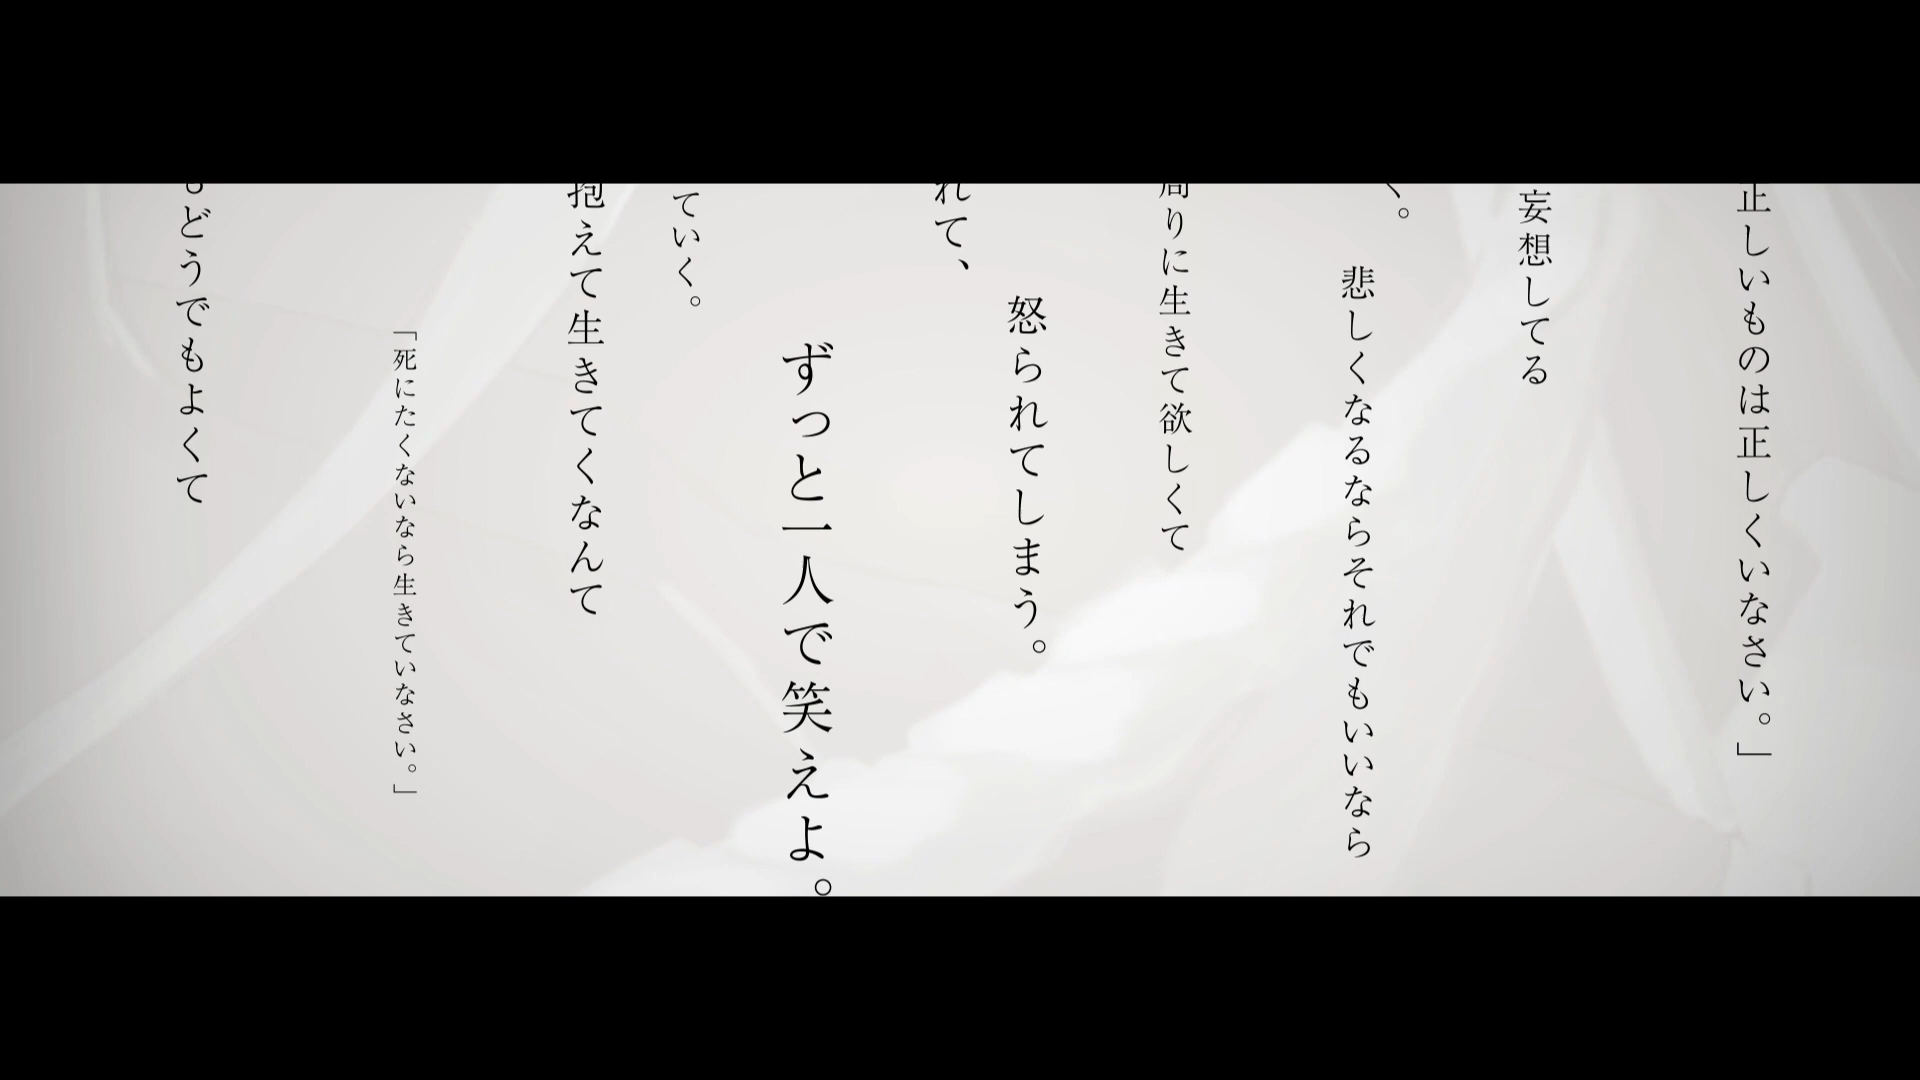 正しいものは正しくいなさい。」
妄想してる
く。
悲しくなるならそれでもいいなら
周りに生きて欲しくて
怒られてしまう。
れて、
ずっと一人で笑えよ。
ていく。
抱えて生きてくなんて
「死にたくないなら生きていなさい。」
どうでもよくて